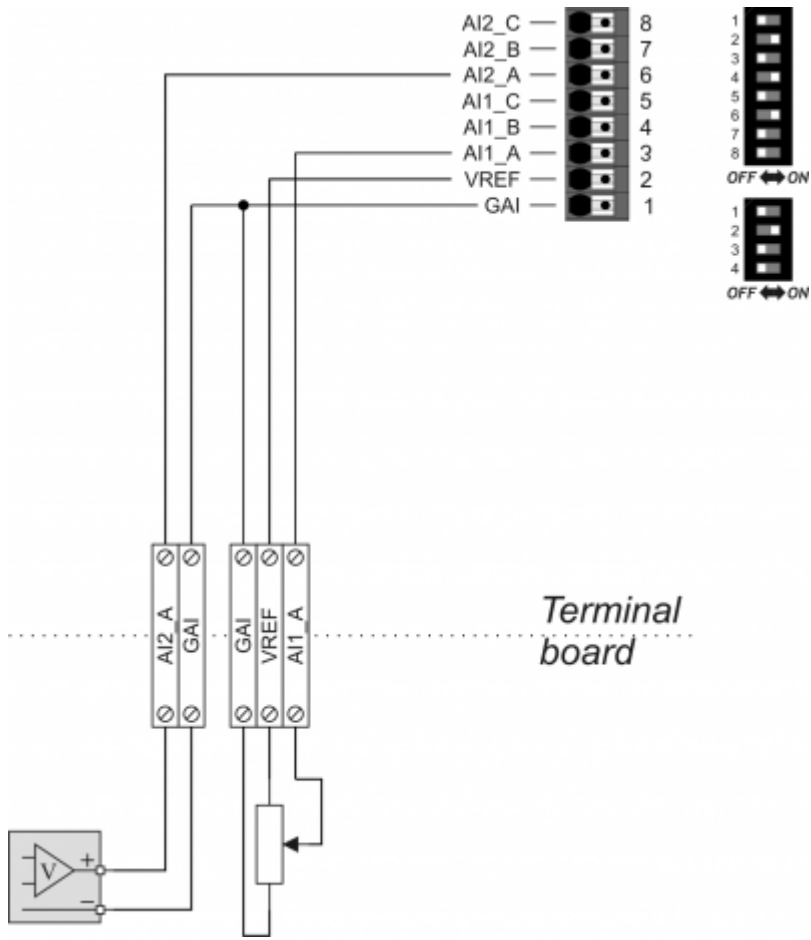 AI2_C — 8
AI2_B — 7
AI2_A — 6
AI1_C — 5
AI1_B — 4
AI1_A — 3
VREF — 2
GAI — 1
1
2
3
4
5
6
7
8
OFF ⬌ ON
1
2
3
4
OFF ⬌ ON
AI2_A
GAI
GAI
VREF
AI1_A
Terminal
board
V
+
−